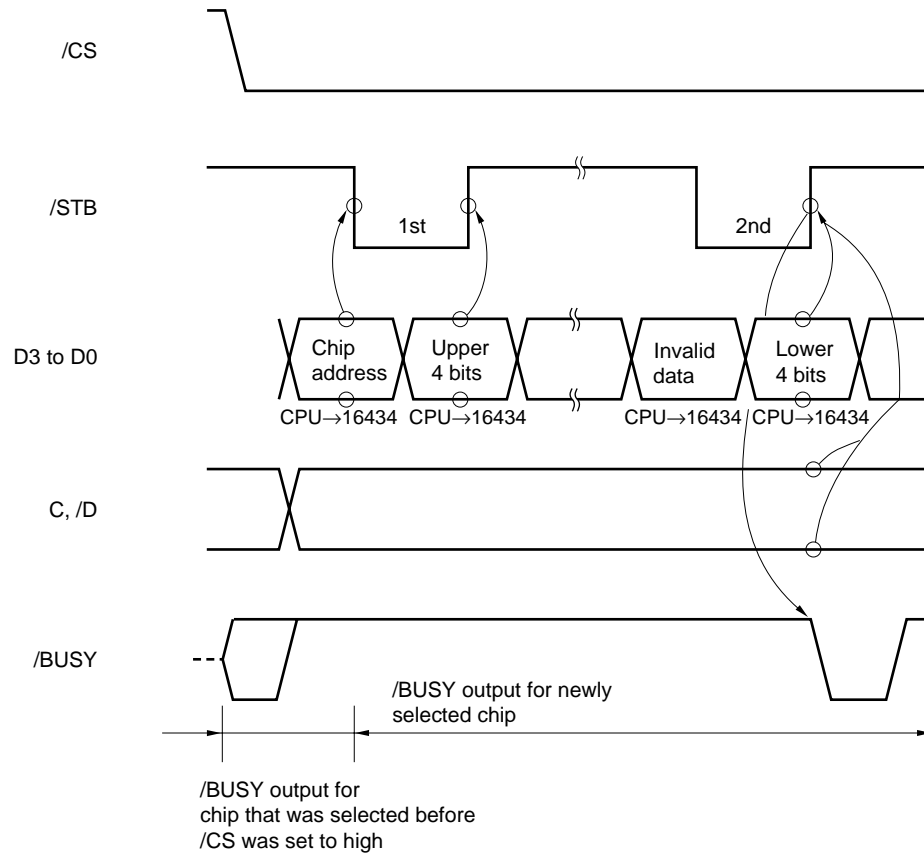 /CS
/STB
1st
2nd
D3 to D0
Chip
address
Upper
4 bits
Invalid
data
Lower
4 bits
CPU→16434
CPU→16434
CPU→16434
CPU→16434
C, /D
/BUSY
/BUSY output for newly
selected chip
/BUSY output for
chip that was selected before
/CS was set to high